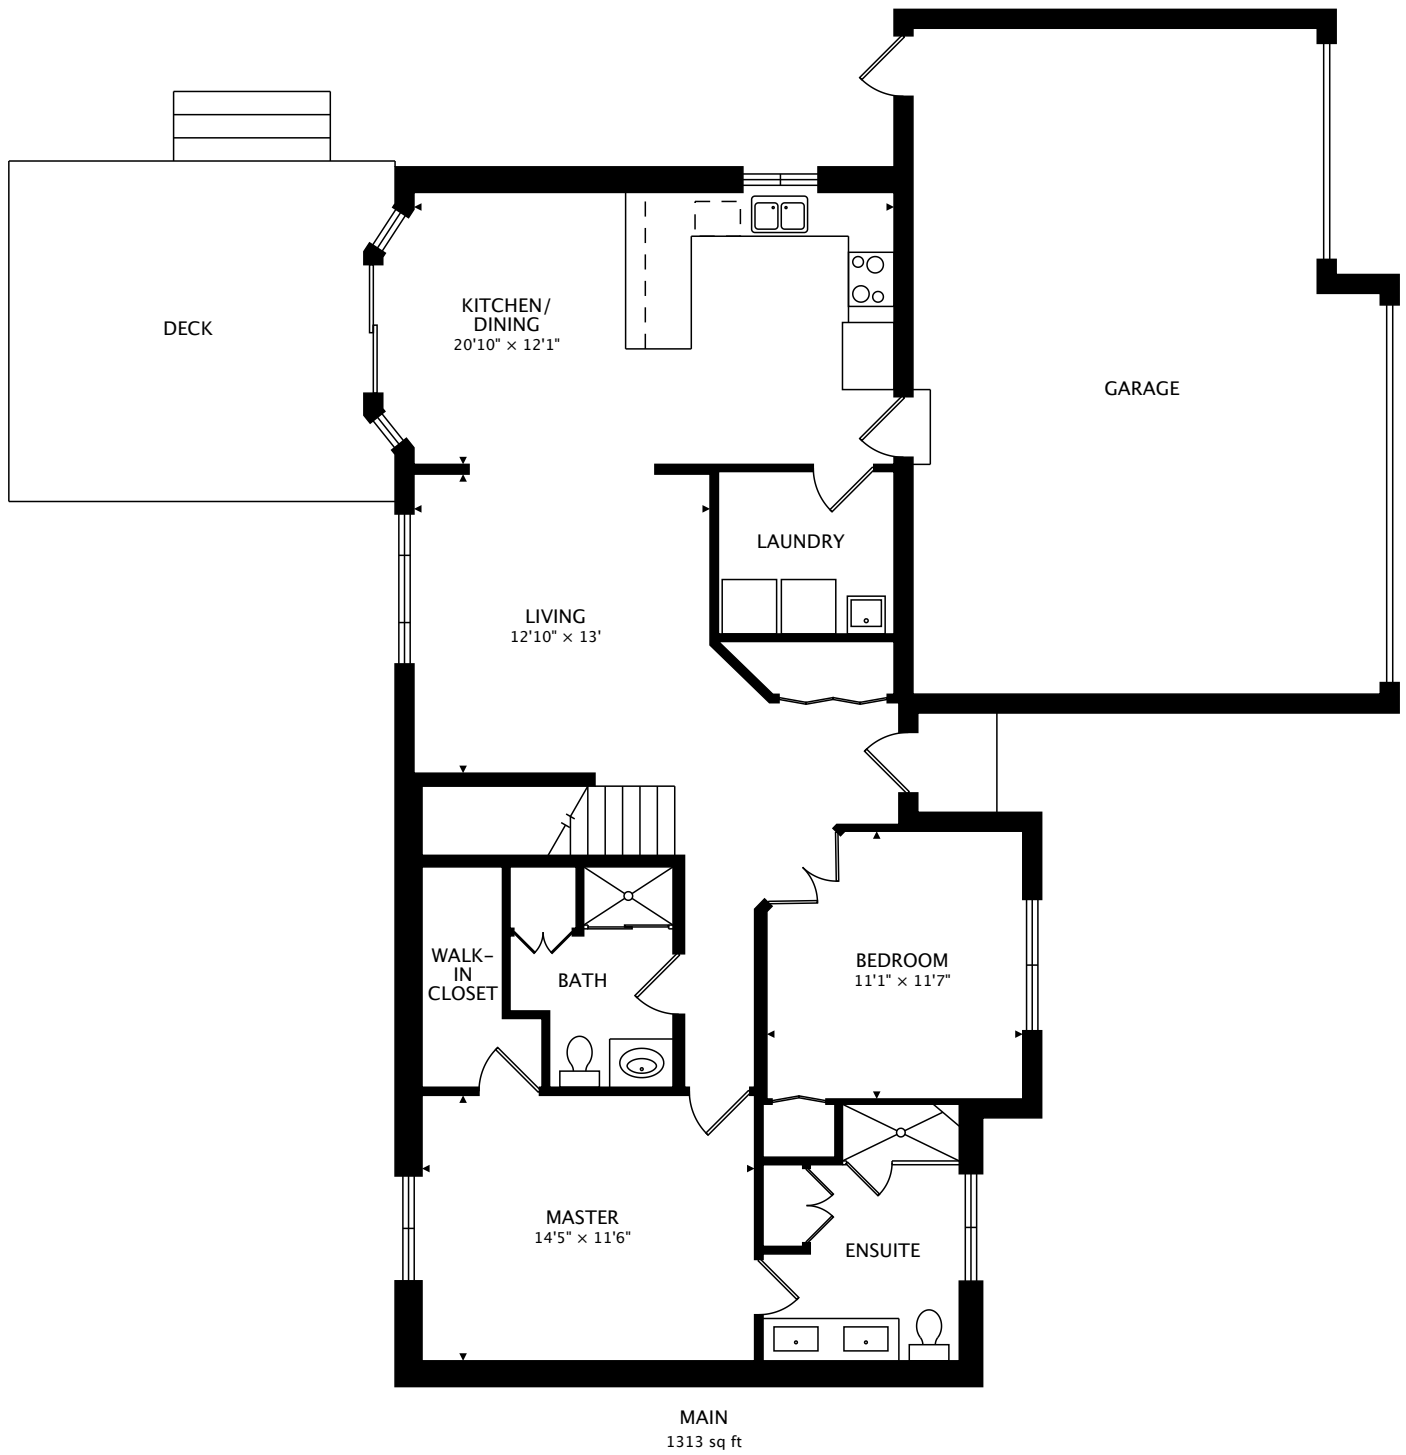 KITCHEN/
DINING
20'10" × 12'1"
DECK
GARAGE
LAUNDRY
LIVING
12'10" × 13'
WALK-
IN
CLOSET
BATH
BEDROOM
11'1" × 11'7"
MASTER
14'5" × 11'6"
ENSUITE
MAIN
1313 sq ft